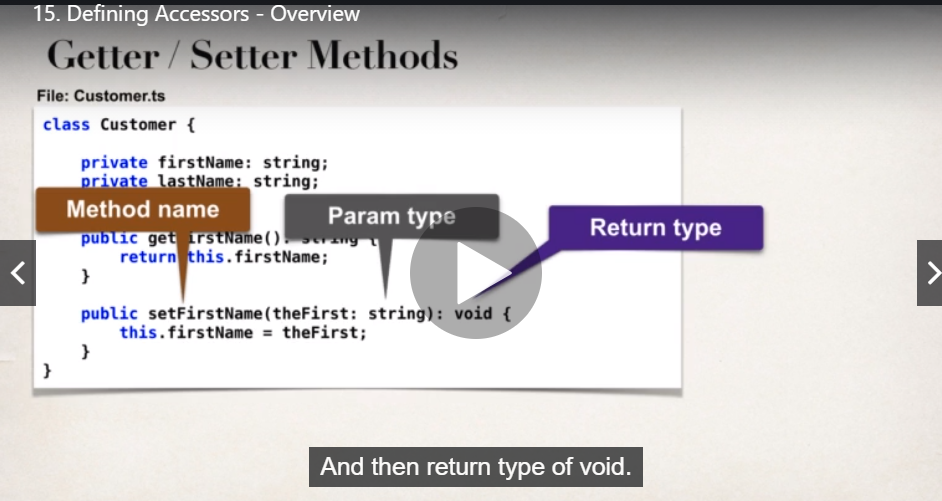 15. Defining Accessors - Overview
Getter / Setter Methods
File: Customer.ts
class Customer {
private firstName: string;
private lastName: string;
Method name
Param type
Return type
public get irstName(): string {
return this.firstName;
}
public setFirstName(theFirst: string): void {
this.firstName = theFirst;
}
}
And then return type of void.